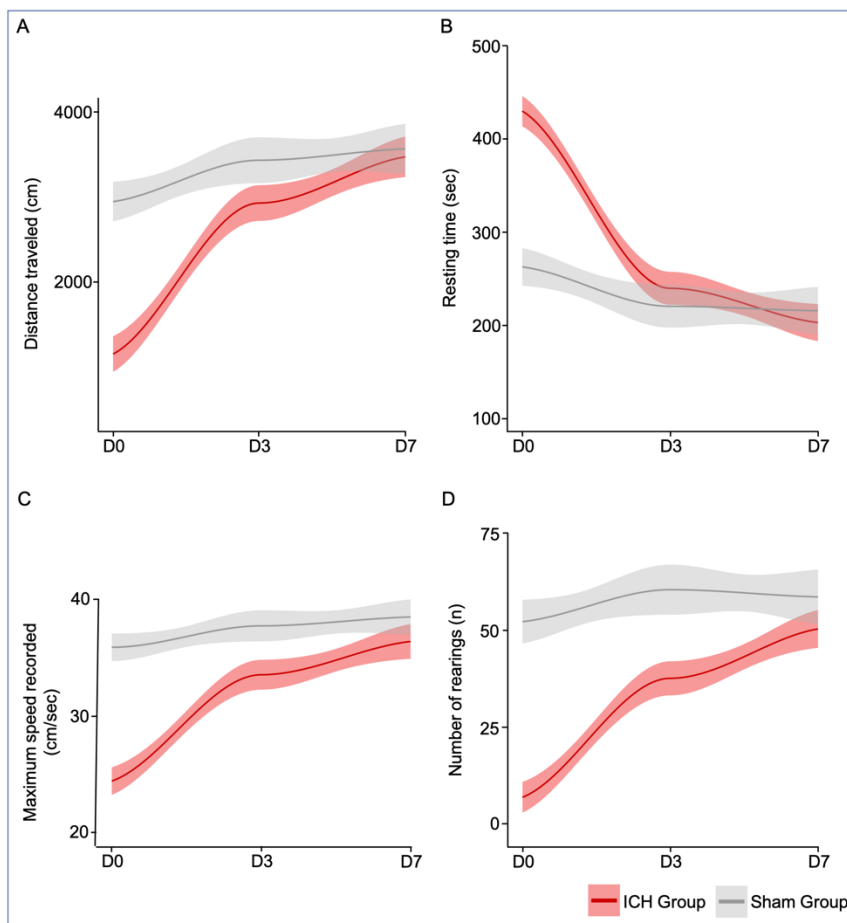 A
Distance traveled (cm)
4000
2000
D0 D3 D7
B
Resting time (sec)
500
400
300
200
100
D0 D3 D7
C
Maximum speed recorded
(cm/sec)
40
30
20
D0 D3 D7
D
Number of rearings (n)
75
50
25
0
D0 D3 D7
ICH Group Sham Group